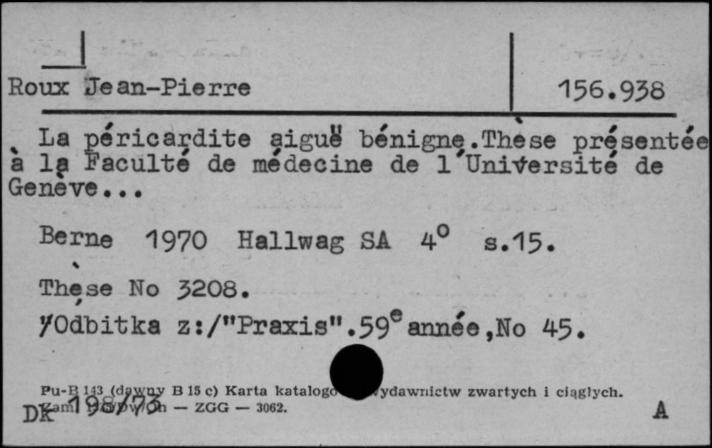 Roux Jean-Pierre
156.938
La péricardite aiguë bénigne. Thèse présentée
à la Faculté de médecine de l'Université de
Genève...
Berne 1970 Hallwag SA 4° s.15.
Thèse No 3208.
/Odbitka z:/"Praxis".59e année,No 45.
Pu-B 143 (dawny B 15 c) Karta katalogo ydawnictw zwartych i ciągłych.
— ZGG — 3062.
DK 198/73
A